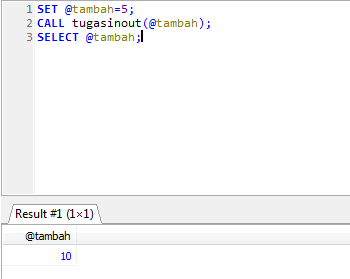 1 SET @tambah=5;
2 CALL tugasinout(@tambah);
3 SELECT @tambah;
Result #1 (1×1)
@tambah
10